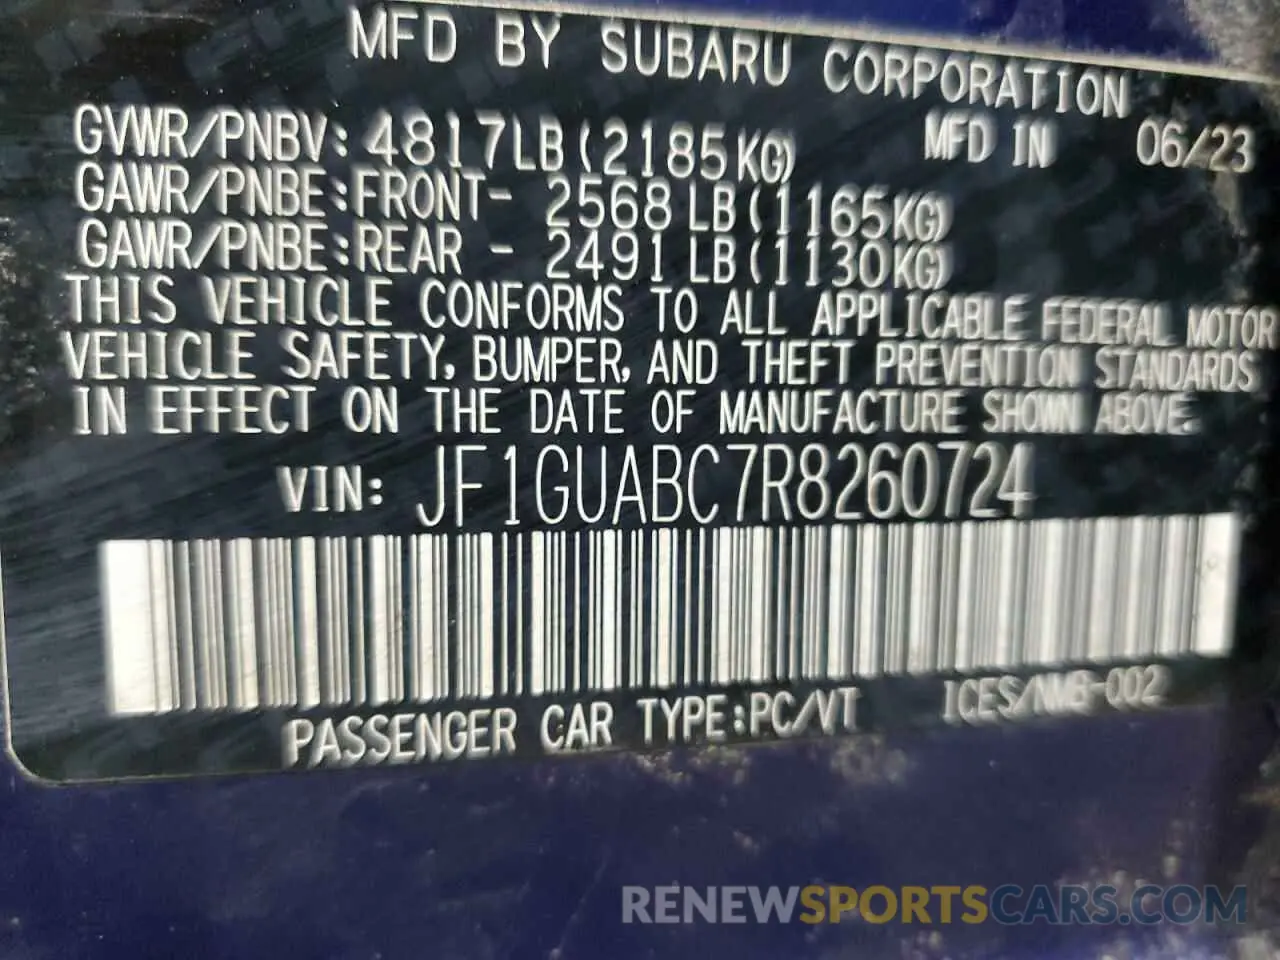 MFD BY SUBARU CORPORATION
GVWR/PNBV: 4817LB (2185KG) MFD IN 06/23
GAWR/PNBE:FRONT- 2568 LB (1165KG)
GAWR/PNBE:REAR - 2491 LB (1130KG)
THIS VEHICLE CONFORMS TO ALL APPLICABLE FEDERAL MOTOR
VEHICLE SAFETY, BUMPER, AND THEFT PREVENTION STANDARDS
IN EFFECT ON THE DATE OF MANUFACTURE SHOWN ABOVE.
VIN: JF1GUABC7R8260724
PASSENGER CAR TYPE:PC/VT ICES/NMB-002
RENEWSPORTSCARS.COM